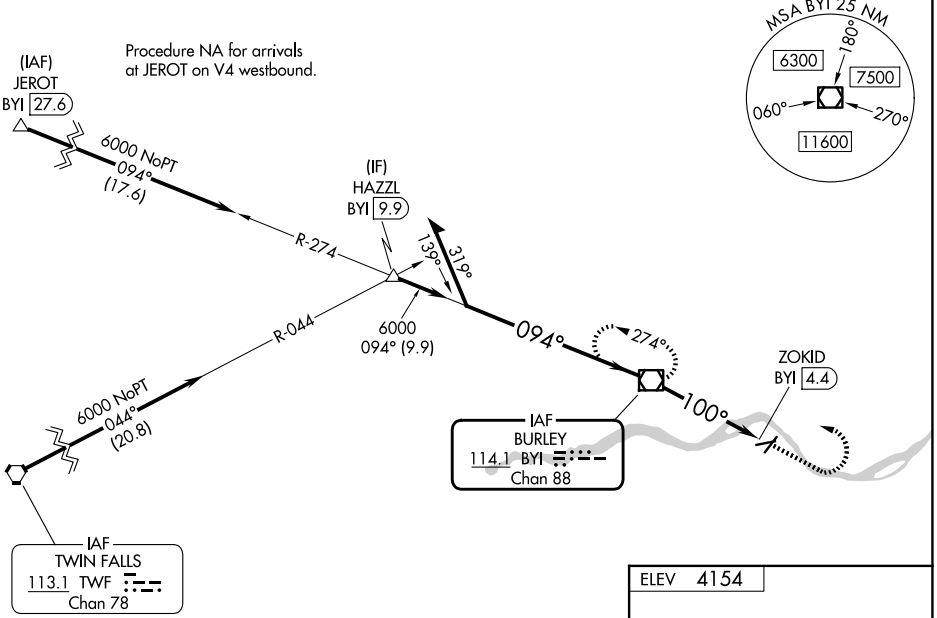 Procedure NA for arrivals
at JEROT on V4 westbound.
(IAF)
JEROT
BYI 27.6
6000 NoPT
094°
(17.6)
R-274
(IF)
HAZZL
BYI 9.9
139°
319°
6000
094° (9.9)
R-044
6000 NoPT
044°
(20.8)
094°
274°
100°
ZOKID
BYI 4.4
IAF
BURLEY
114.1 BYI
Chan 88
IAF
TWIN FALLS
113.1 TWF
Chan 78
MSA BYI 25 NM
180°
6300
7500
060°
270°
11600
ELEV 4154